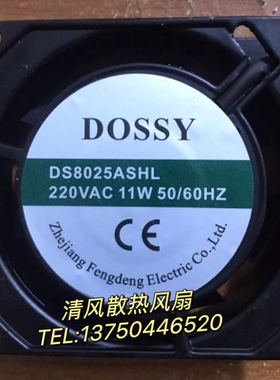 DOSSY
DS8025ASHL
220VAC 11W 50/60HZ
CE
Zhejiang Fengdeng Electric Co.,Ltd.
清风散热风扇
TEL:13750446520